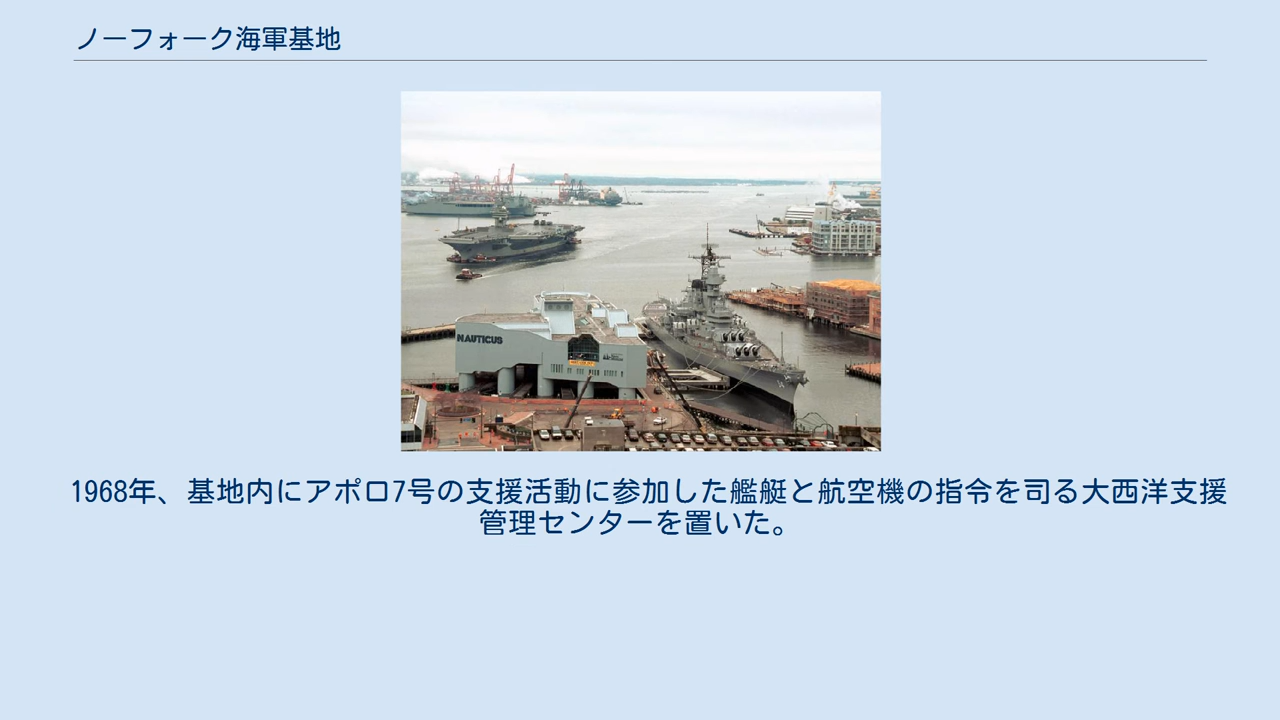 ノーフォーク海軍基地
NAUTICUS
1968年、基地内にアポロ7号の支援活動に参加した艦艇と航空機の指令を司る大西洋支援
管理センターを置いた。